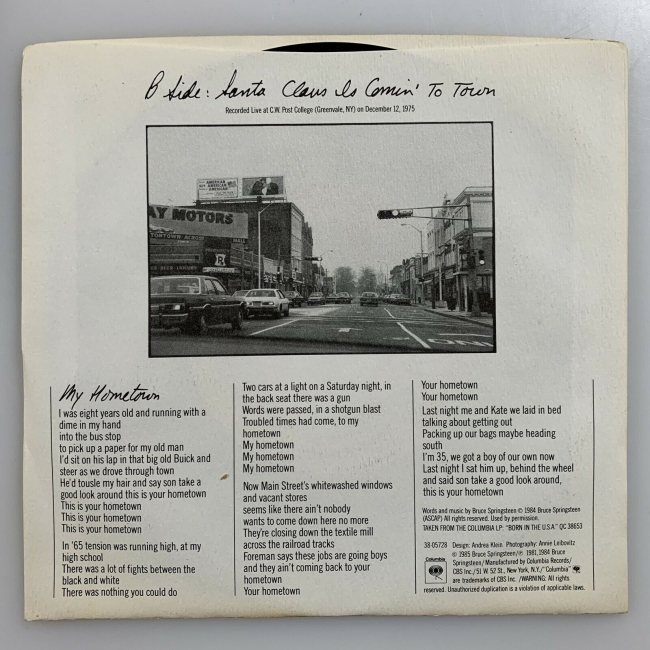 B Side: Santa Claus Is Comin' To Town
Recorded Live at C.W. Post College (Greenvale, NY) on December 12, 1975
AY MOTORS
R
My Hometown
I was eight years old and running with a
dime in my hand
into the bus stop
to pick up a paper for my old man
I'd sit on his lap in that big old Buick and
steer as we drove through town
He'd tousle my hair and say son take a
good look around this is your hometown
This is your hometown
This is your hometown
This is your hometown
In '65 tension was running high, at my
high school
There was a lot of fights between the
black and white
There was nothing you could do
Two cars at a light on a Saturday night, in
the back seat there was a gun
Words were passed, in a shotgun blast
Troubled times had come, to my
hometown
My hometown
My hometown
My hometown
Now Main Street's whitewashed windows
and vacant stores
seems like there ain't nobody
wants to come down here no more
They're closing down the textile mill
across the railroad tracks
Foreman says these jobs are going boys
and they ain't coming back to your
hometown
Your hometown
Your hometown
Your hometown
Last night me and Kate we laid in bed
talking about getting out
Packing up our bags maybe heading
south
I'm 35, we got a boy of our own now
Last night I sat him up, behind the wheel
and said son take a good look around,
this is your hometown
Words and music by Bruce Springsteen © 1984 Bruce Springsteen
(ASCAP) All rights reserved. Used by permission.
TAKEN FROM THE COLUMBIA LP: "BORN IN THE U.S.A." QC 38653
38-05728 Design: Andrea Klein Photography: Annie Leibovitz
© 1985 Bruce Springsteen/℗ 1981, 1984 Bruce
Springsteen/Manufactured by Columbia Records/
CBS Inc./51 W. 52 St., New York, N.Y./"Columbia"
are trademarks of CBS Inc. /WARNING: All rights
reserved. Unauthorized duplication is a violation of applicable laws.
Columbia